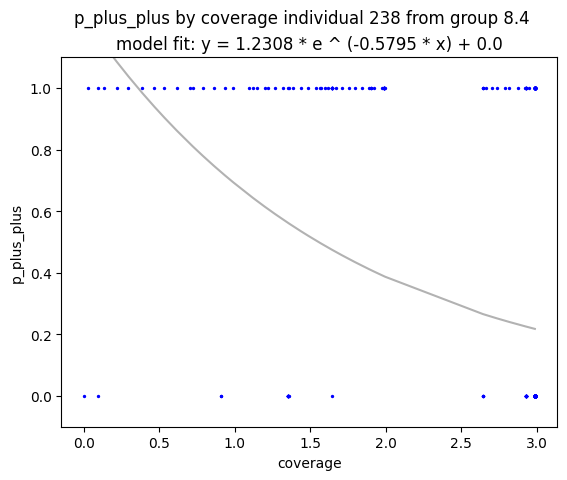 p_plus_plus by coverage individual 238 from group 8.4
model fit: y = 1.2308 * e ^ (-0.5795 * x) + 0.0
1.0
0.8
0.6
0.4
0.2
0.0
p_plus_plus
0.0 0.5 1.0 1.5 2.0 2.5 3.0
coverage